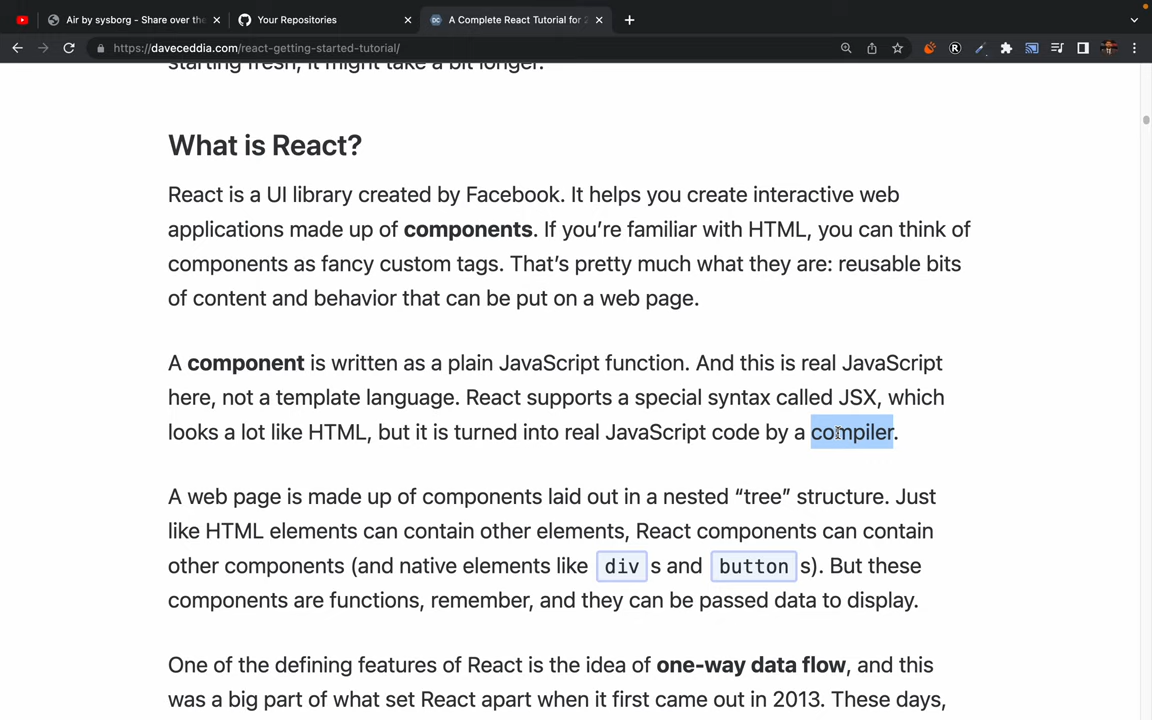 Air by sysborg - Share over the
Your Repositories
A Complete React Tutorial for 2
https://daveceddia.com/react-getting-started-tutorial/
starting fresh, it might take a bit longer.
What is React?
React is a UI library created by Facebook. It helps you create interactive web
applications made up of components. If you’re familiar with HTML, you can think of
components as fancy custom tags. That’s pretty much what they are: reusable bits
of content and behavior that can be put on a web page.
A component is written as a plain JavaScript function. And this is real JavaScript
here, not a template language. React supports a special syntax called JSX, which
looks a lot like HTML, but it is turned into real JavaScript code by a compiler.
A web page is made up of components laid out in a nested “tree” structure. Just
like HTML elements can contain other elements, React components can contain
other components (and native elements like div s and button s). But these
components are functions, remember, and they can be passed data to display.
One of the defining features of React is the idea of one-way data flow, and this
was a big part of what set React apart when it first came out in 2013. These days,